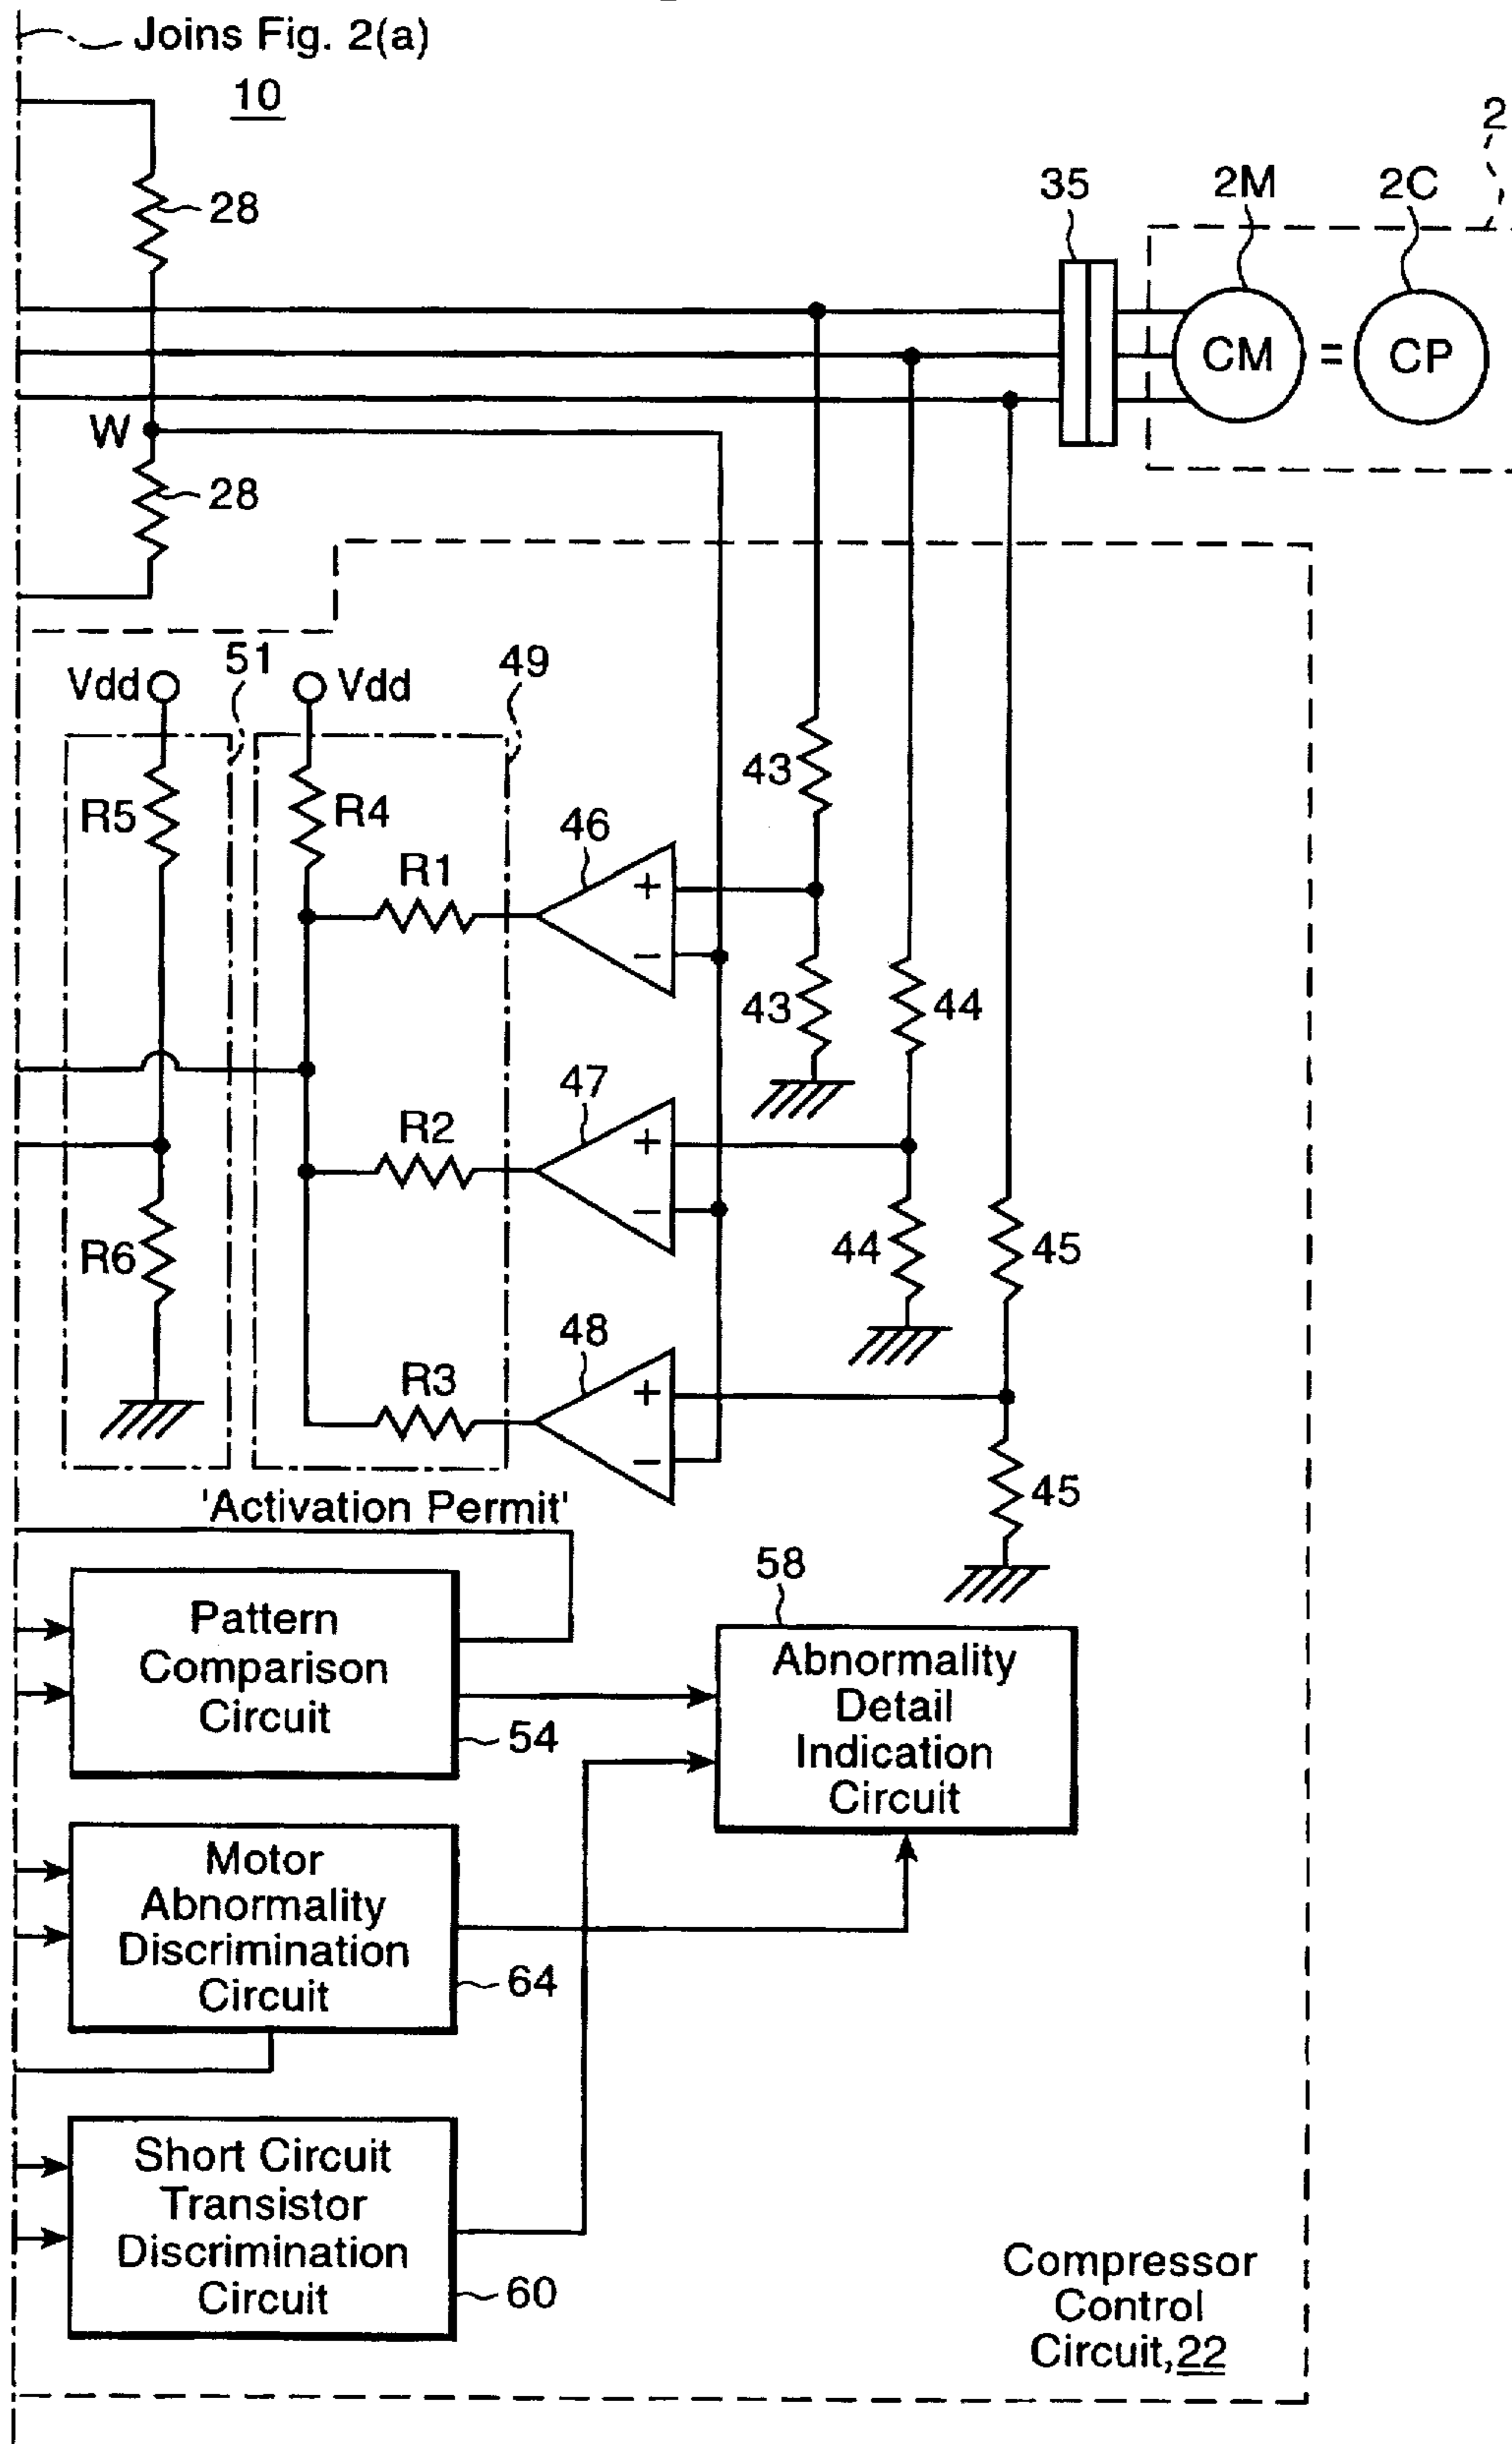 Joins Fig. 2(a)
10
2
28
35
2M
2C
CM
=
CP
W
28
51
49
Vdd
Vdd
R5
R4
43
46
R1
+
−
43
44
47
R2
+
−
R6
44
45
48
R3
+
−
45
'Activation Permit'
58
Pattern
Comparison
Circuit
54
Abnormality
Detail
Indication
Circuit
Motor
Abnormality
Discrimination
Circuit
64
Short Circuit
Transistor
Discrimination
Circuit
60
Compressor
Control
Circuit,22